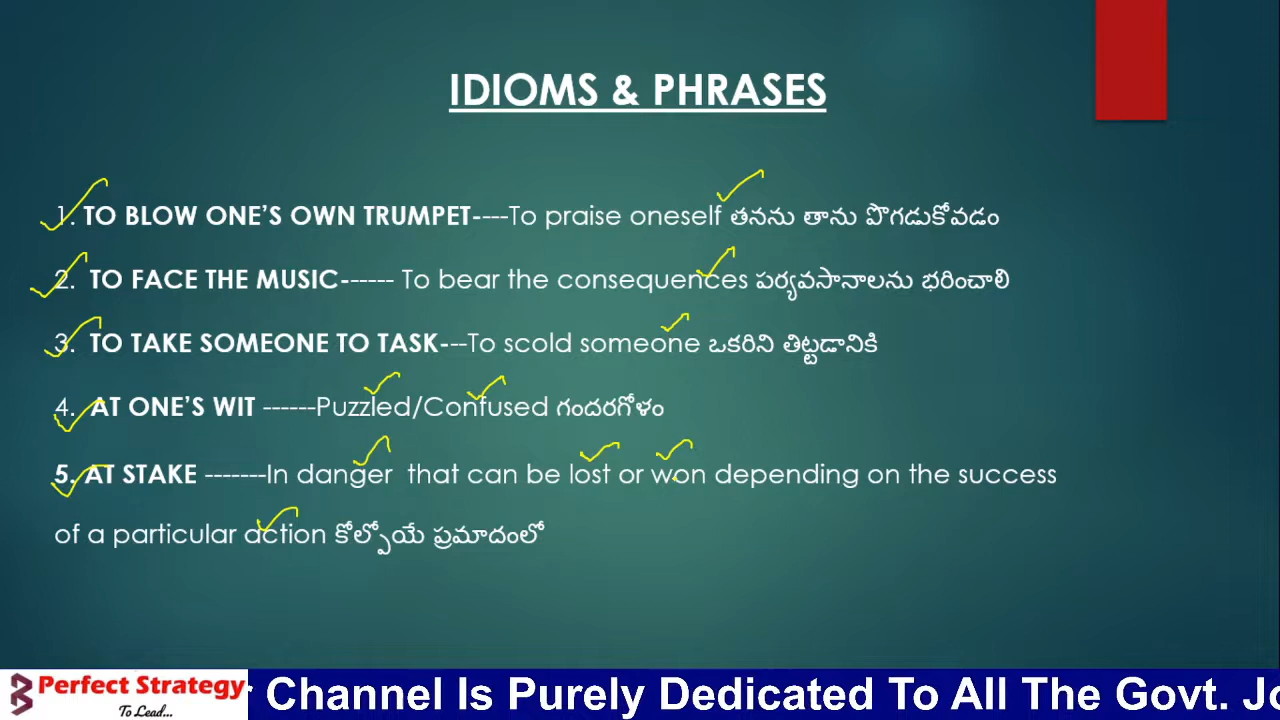 IDIOMS & PHRASES
1. TO BLOW ONE'S OWN TRUMPET----To praise oneself తనను తాను పొగడుకోవడం
2. TO FACE THE MUSIC------- To bear the consequences పర్యవసానాలను భరించాలి
3. TO TAKE SOMEONE TO TASK---To scold someone ఒకరిని తిట్టడానికి
4. AT ONE'S WIT ------Puzzled/Confused గందరగోళం
5. AT STAKE -------In danger that can be lost or won depending on the success
of a particular action కోల్పోయే ప్రమాదంలో
Perfect Strategy
To Lead...
r Channel Is Purely Dedicated To All The Govt. Jo